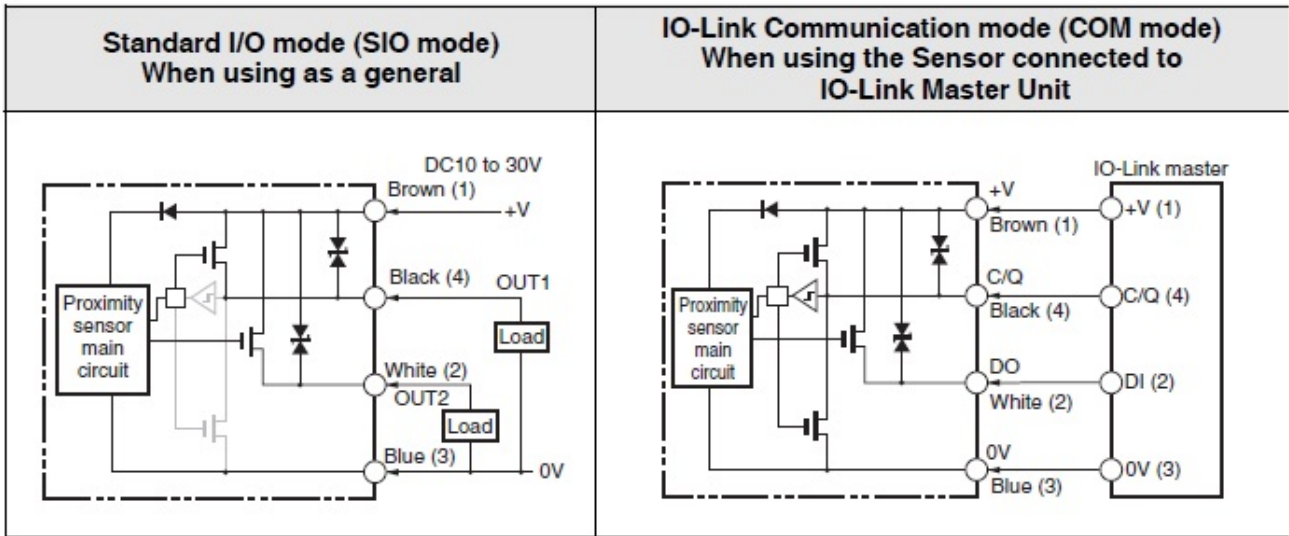 Standard I/O mode (SIO mode)
When using as a general
IO-Link Communication mode (COM mode)
When using the Sensor connected to
IO-Link Master Unit
DC10 to 30V
Brown (1)
+V
Black (4)
OUT1
Proximity
sensor
main
circuit
Load
White (2)
OUT2
Load
Blue (3)
0V
IO-Link master
+V
+V (1)
Brown (1)
C/Q
C/Q (4)
Black (4)
Proximity
sensor
main
circuit
DO
DI (2)
White (2)
0V
0V (3)
Blue (3)